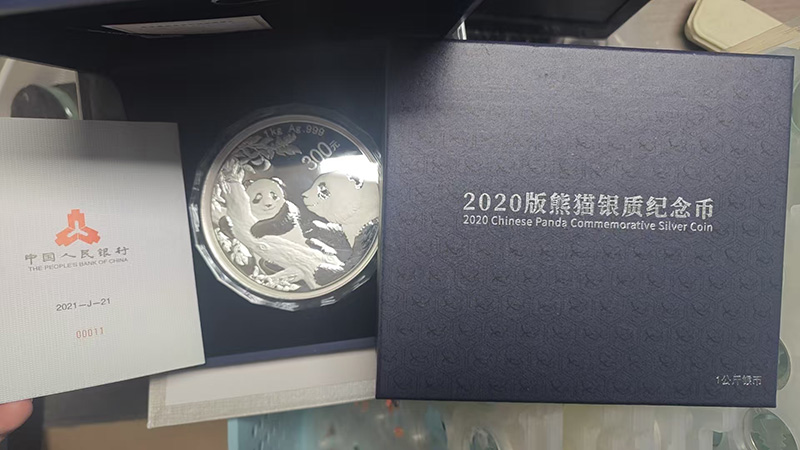 中国人民银行
THE PEOPLE'S BANK OF CHINA
2021-J-21
00011
1kg Ag.999
300元
2020版熊猫银质纪念币
2020 Chinese Panda Commemorative Silver Coin
1公斤银币